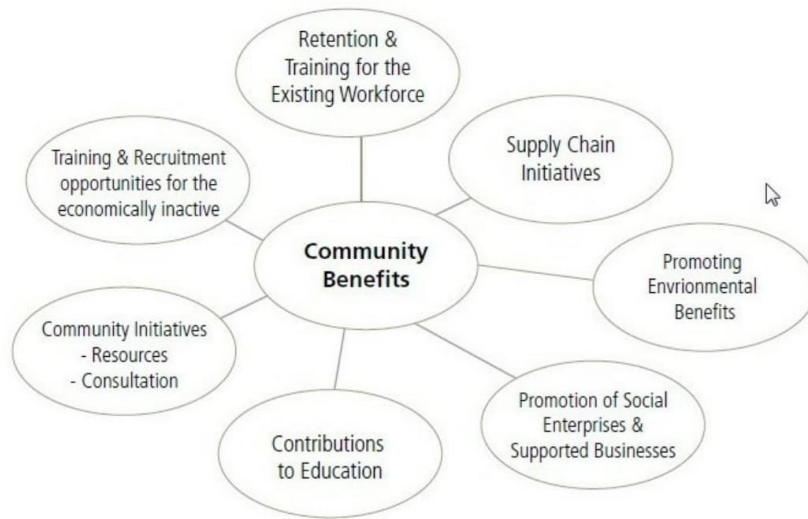 Retention &
Training for the
Existing Workforce
Supply Chain
Initiatives
Training & Recruitment
opportunities for the
economically inactive
Community
Benefits
Promoting
Envrionmental
Benefits
Community Initiatives
- Resources
- Consultation
Promotion of Social
Enterprises &
Supported Businesses
Contributions
to Education